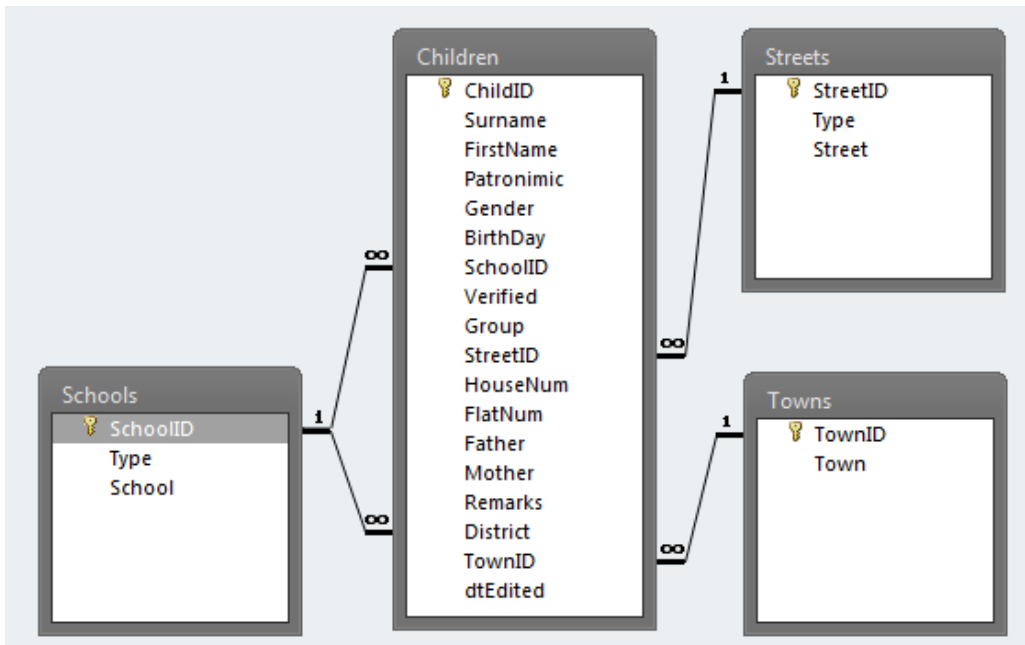 Children
ChildID
Surname
FirstName
Patronimic
Gender
BirthDay
SchoolID
Verified
Group
StreetID
HouseNum
FlatNum
Father
Mother
Remarks
District
TownID
dtEdited
Streets
StreetID
Type
Street
Schools
SchoolID
Type
School
Towns
TownID
Town
1
∞
∞
1
∞
1
∞